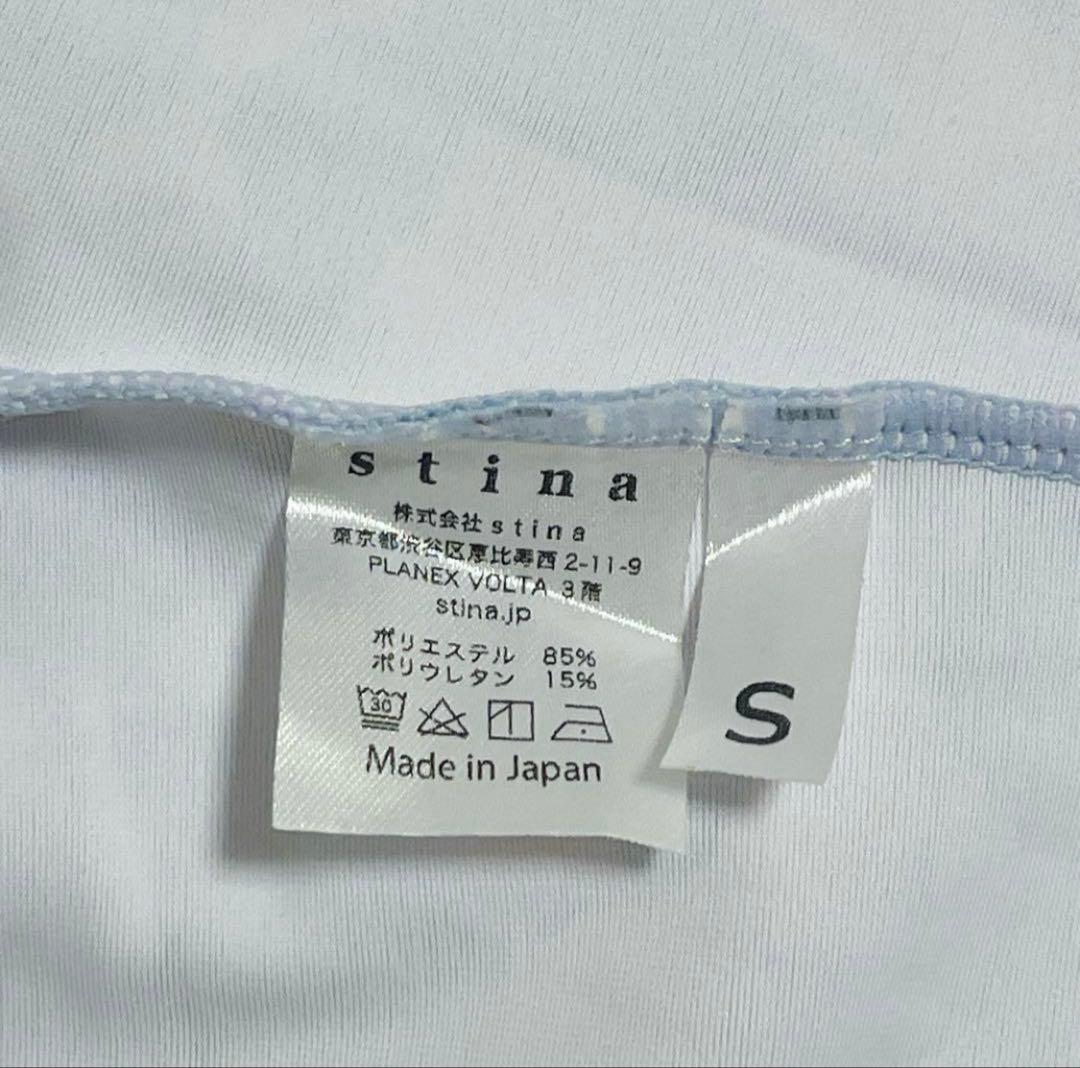 stina
株式会社stina
東京都渋谷区恵比寿西2-11-9
PLANEX VOLTA 3階
stina.jp
ポリエステル 85%
ポリウレタン 15%
30
Made in Japan
S